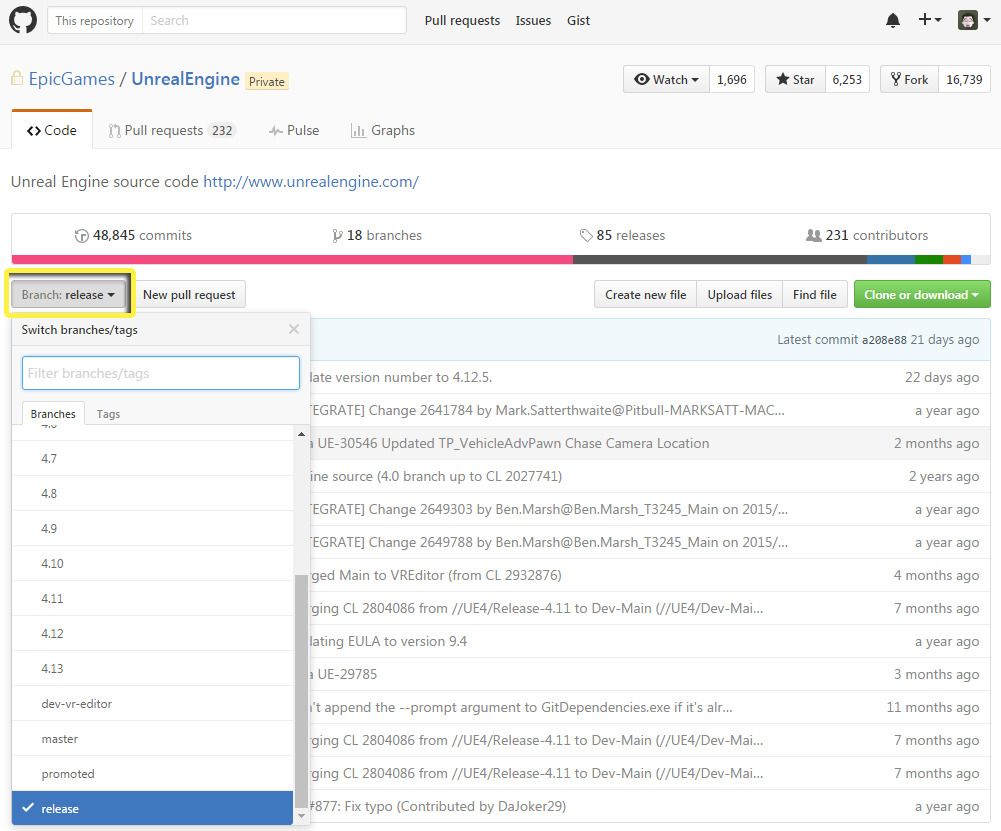 This repository Search Pull requests Issues Gist
EpicGames / UnrealEngine Private
Watch 1,696 Star 6,253 Fork 16,739
Code Pull requests 232 Pulse Graphs
Unreal Engine source code http://www.unrealengine.com/
48,845 commits 18 branches 85 releases 231 contributors
Branch: release New pull request Create new file Upload files Find file Clone or download
Switch branches/tags
Filter branches/tags
Branches Tags
4.7
4.8
4.9
4.10
4.11
4.12
4.13
dev-vr-editor
master
promoted
release
Latest commit a208e88 21 days ago
date version number to 4.12.5. 22 days ago
TEGRATE] Change 2641784 by Mark.Satterthwaite@Pitbull-MARKSATT-MAC... a year ago
UE-30546 Updated TP_VehicleAdvPawn Chase Camera Location 2 months ago
ine source (4.0 branch up to CL 2027741) 2 years ago
TEGRATE] Change 2649303 by Ben.Marsh@Ben.Marsh_T3245_Main on 2015/... a year ago
TEGRATE] Change 2649788 by Ben.Marsh@Ben.Marsh_T3245_Main on 2015/... a year ago
rged Main to VREditor (from CL 2932876) 4 months ago
rging CL 2804086 from //UE4/Release-4.11 to Dev-Main (//UE4/Dev-Mai... 7 months ago
dating EULA to version 9.4 a year ago
UE-29785 3 months ago
n't append the --prompt argument to GitDependencies.exe if it's alr... 11 months ago
rging CL 2804086 from //UE4/Release-4.11 to Dev-Main (//UE4/Dev-Mai... 7 months ago
rging CL 2804086 from //UE4/Release-4.11 to Dev-Main (//UE4/Dev-Mai... 7 months ago
#877: Fix typo (Contributed by DaJoker29) a year ago